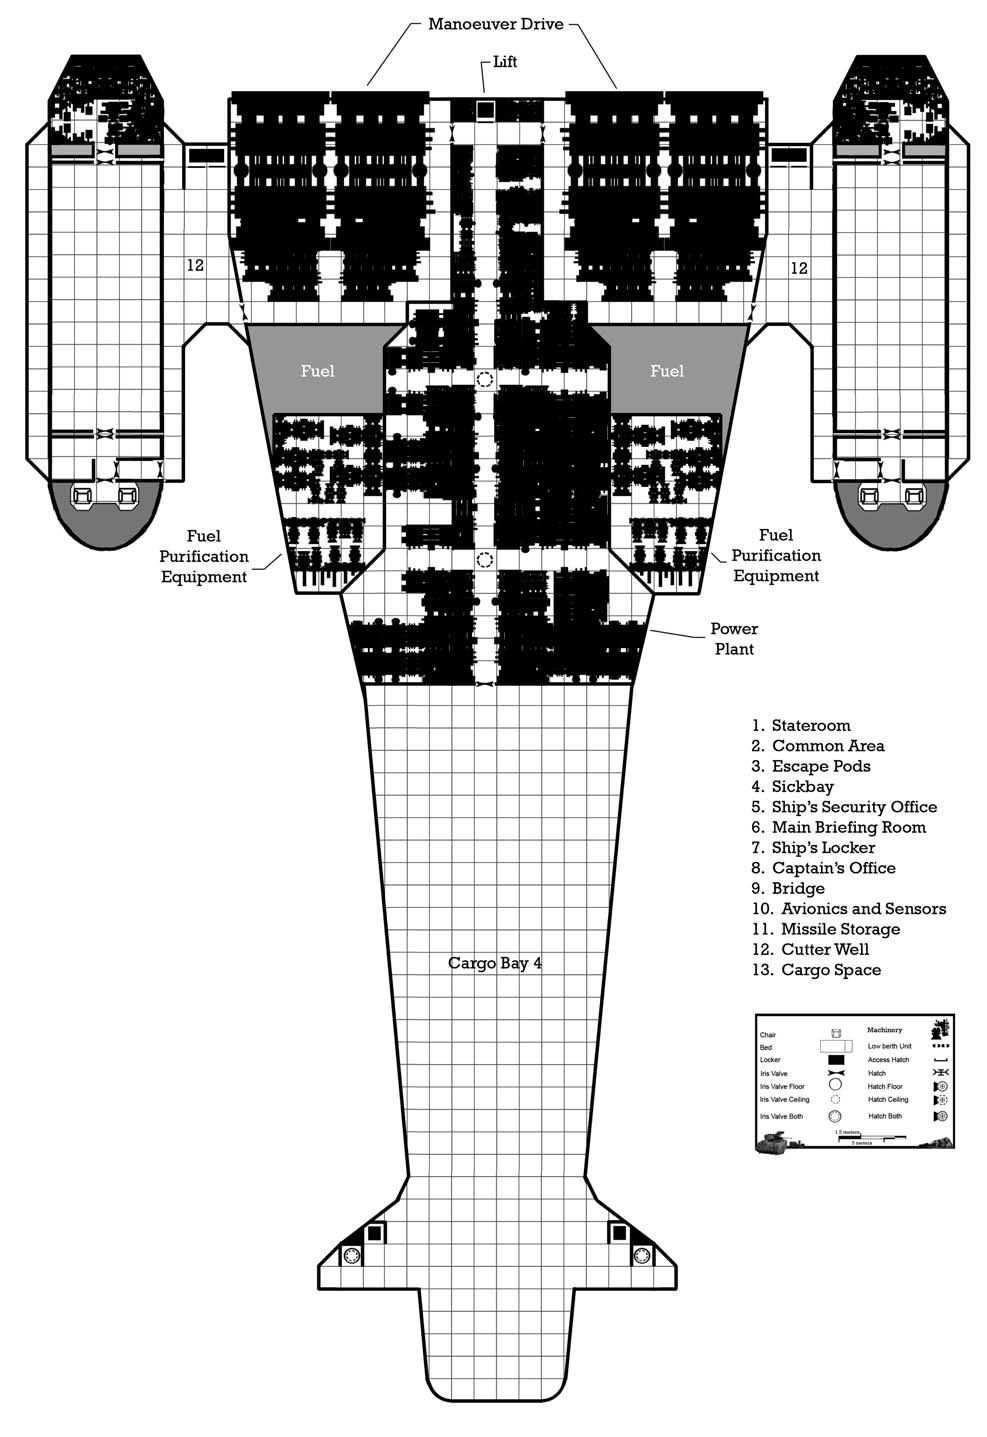 Manoeuver Drive
Lift
12
12
Fuel
Fuel
Fuel
Purification
Equipment
Fuel
Purification
Equipment
Power
Plant
1. Stateroom
2. Common Area
3. Escape Pods
4. Sickbay
5. Ship's Security Office
6. Main Briefing Room
7. Ship's Locker
8. Captain's Office
9. Bridge
10. Avionics and Sensors
11. Missile Storage
12. Cutter Well
13. Cargo Space
Cargo Bay 4
Chair
Bed
Locker
Iris Valve
Iris Valve Floor
Iris Valve Ceiling
Iris Valve Both
Machinery
Low berth Unit
Access Hatch
Hatch
Hatch Floor
Hatch Ceiling
Hatch Both
1.5 meters
3 meters